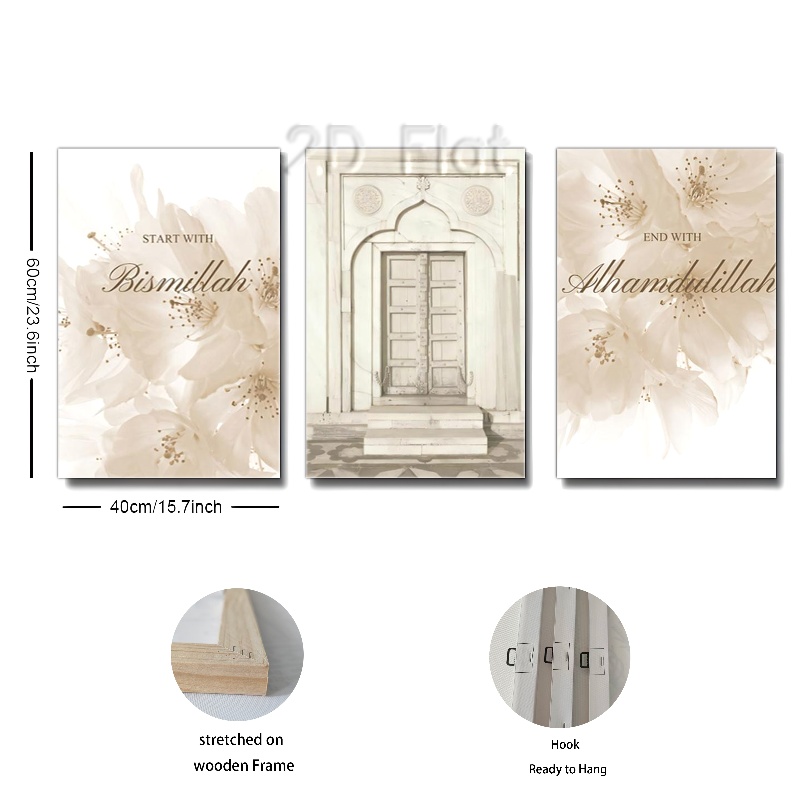 2D Flat
START WITH
Bismillah
END WITH
Alhamdulillah
60cm/23.6inch
40cm/15.7inch
stretched on
wooden Frame
Hook
Ready to Hang